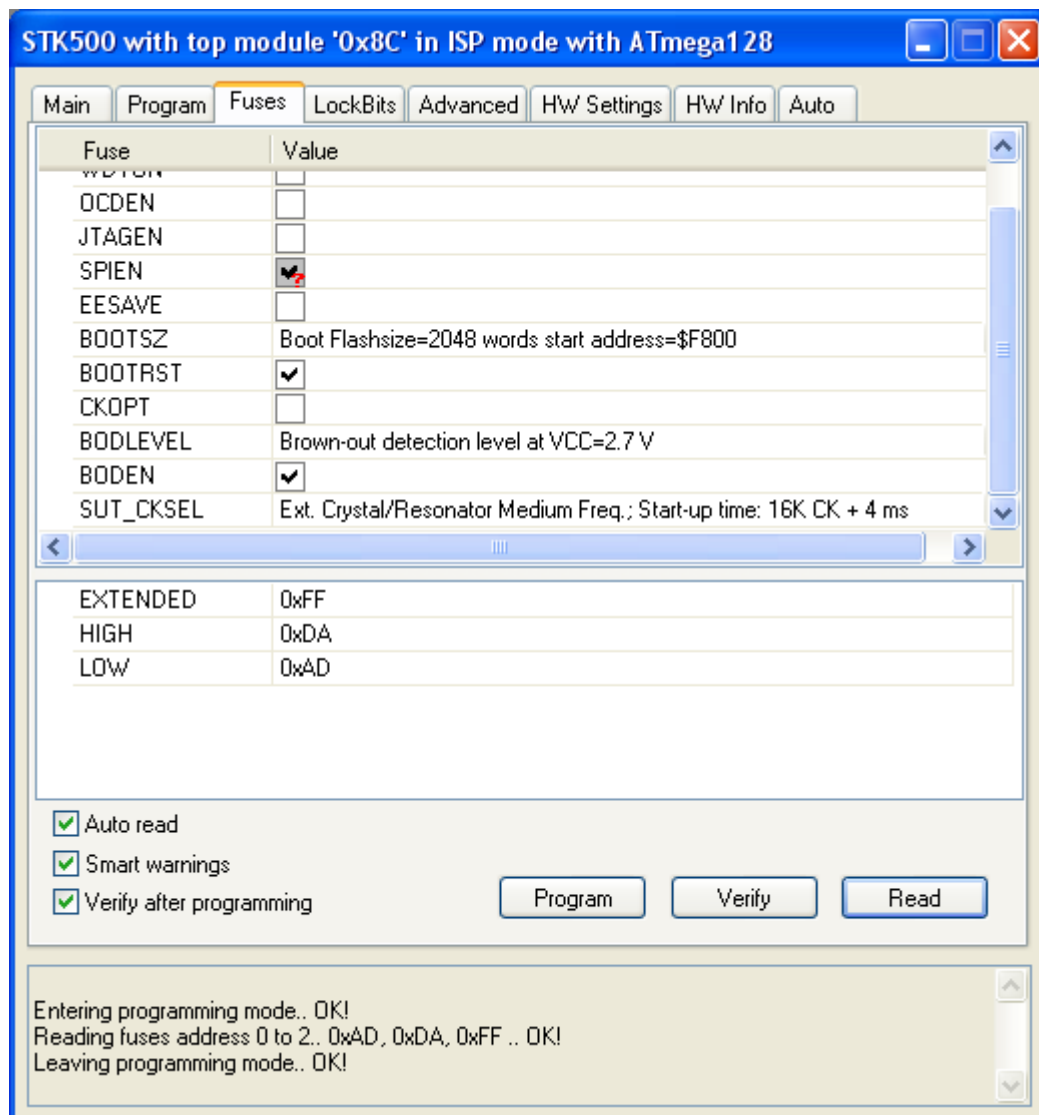 STK500 with top module '0x8C' in ISP mode with ATmega128
Main Program Fuses LockBits Advanced HW Settings HW Info Auto
Fuse Value
OCDEN
JTAGEN
SPIEN
EESAVE
BOOTSZ Boot Flashsize=2048 words start address=$F800
BOOTRST
CKOPT
BODLEVEL Brown-out detection level at VCC=2.7 V
BODEN
SUT_CKSEL Ext. Crystal/Resonator Medium Freq.; Start-up time: 16K CK + 4 ms
EXTENDED 0xFF
HIGH 0xDA
LOW 0xAD
Auto read
Smart warnings
Verify after programming
Program Verify Read
Entering programming mode.. OK!
Reading fuses address 0 to 2.. 0xAD, 0xDA, 0xFF .. OK!
Leaving programming mode.. OK!